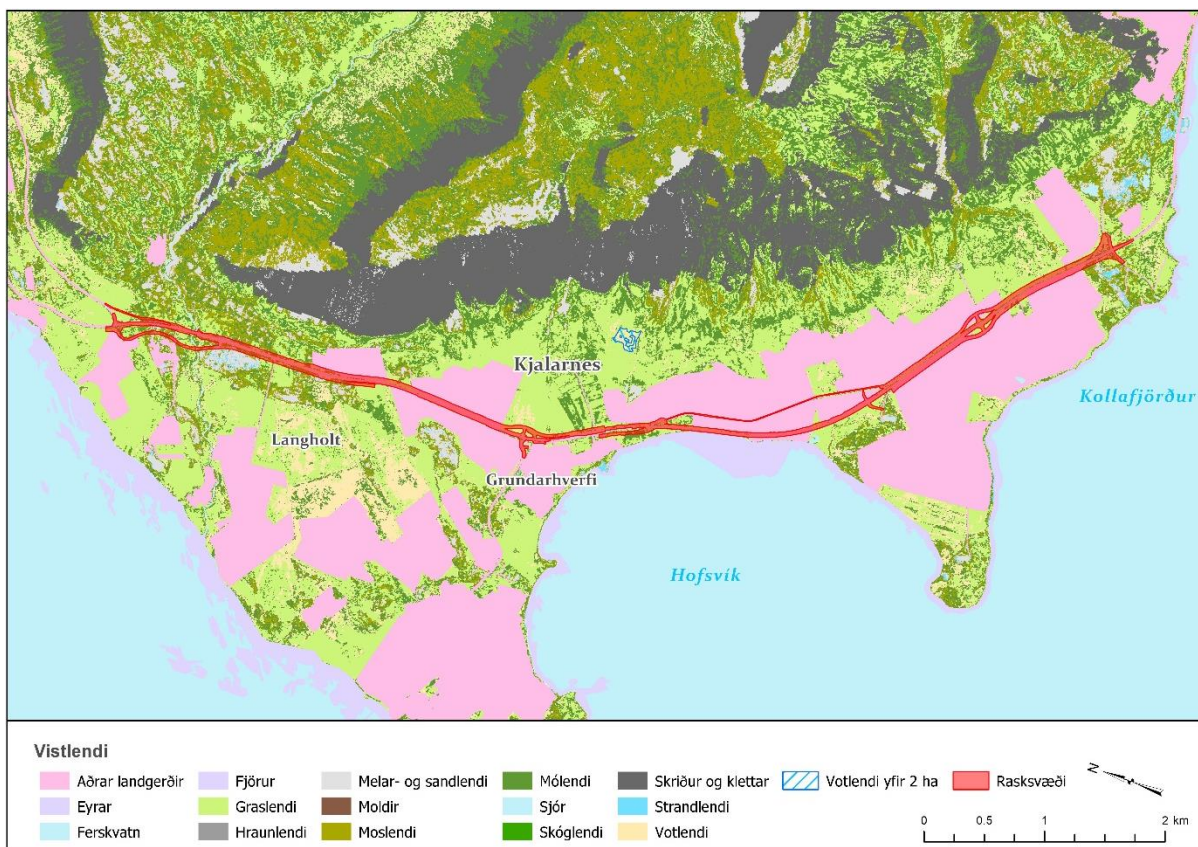 Kjalarnes
Kollafjörður
Langholt
Grundarhverfi
Hofsvík
Vistlendi
Aðrar landgerðir
Fjörur
Melar- og sandlendi
Mólendi
Skriður og klettar
Votlendi yfir 2 ha
Rasksvæði
Eyrar
Graslendi
Moldir
Sjór
Strandlendi
Ferskvatn
Hraunlendi
Moslendi
Skóglendi
Votlendi
N
0 0.5 1 2 km